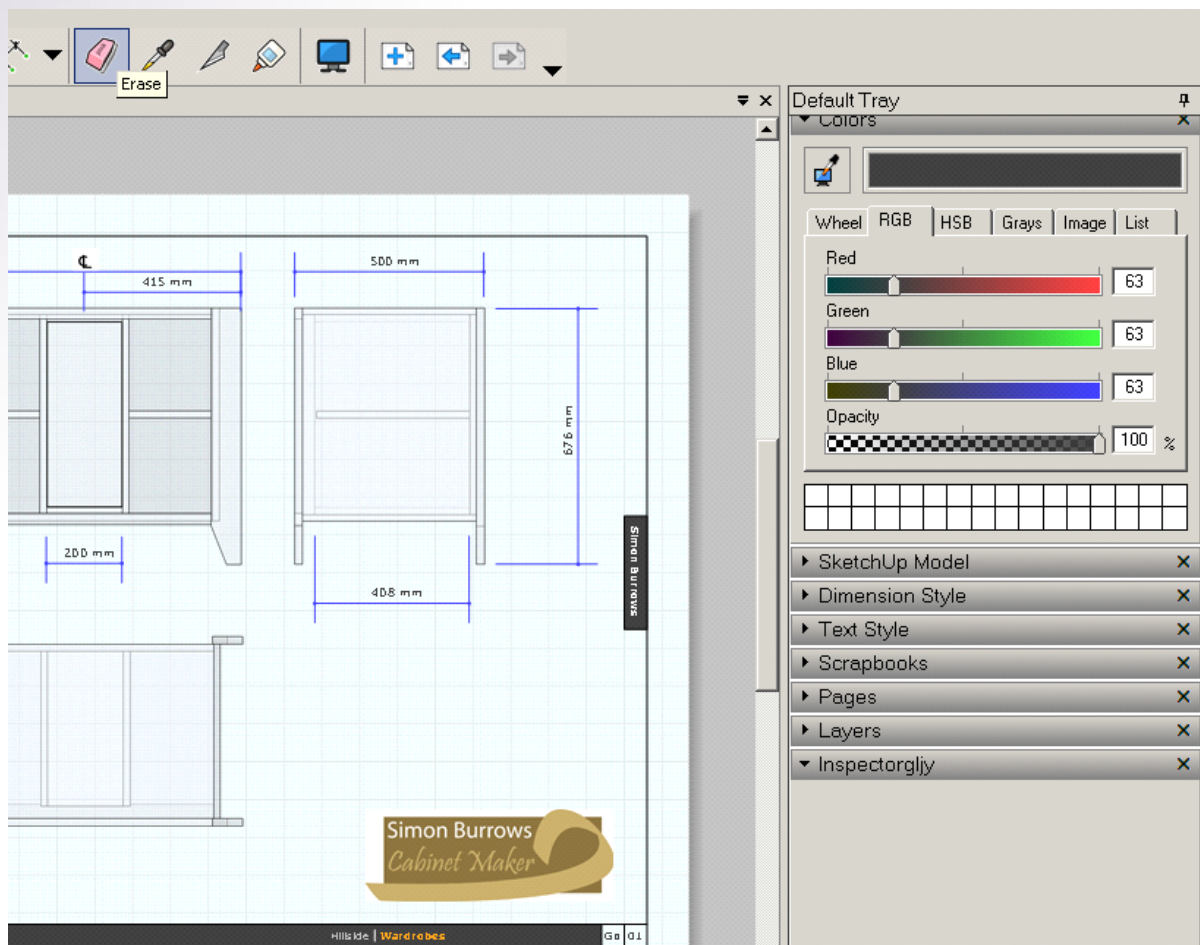 Erase
Default Tray
Colors
Wheel RGB HSB Grays Image List
Red
63
Green
63
Blue
63
Opacity
100 %
SketchUp Model
Dimension Style
Text Style
Scrapbooks
Pages
Layers
Inspectorgljy
℄
415 mm
500 mm
676 mm
200 mm
408 mm
Simon Burrows
Simon Burrows
Cabinet Maker
Hillside | Wardrobes